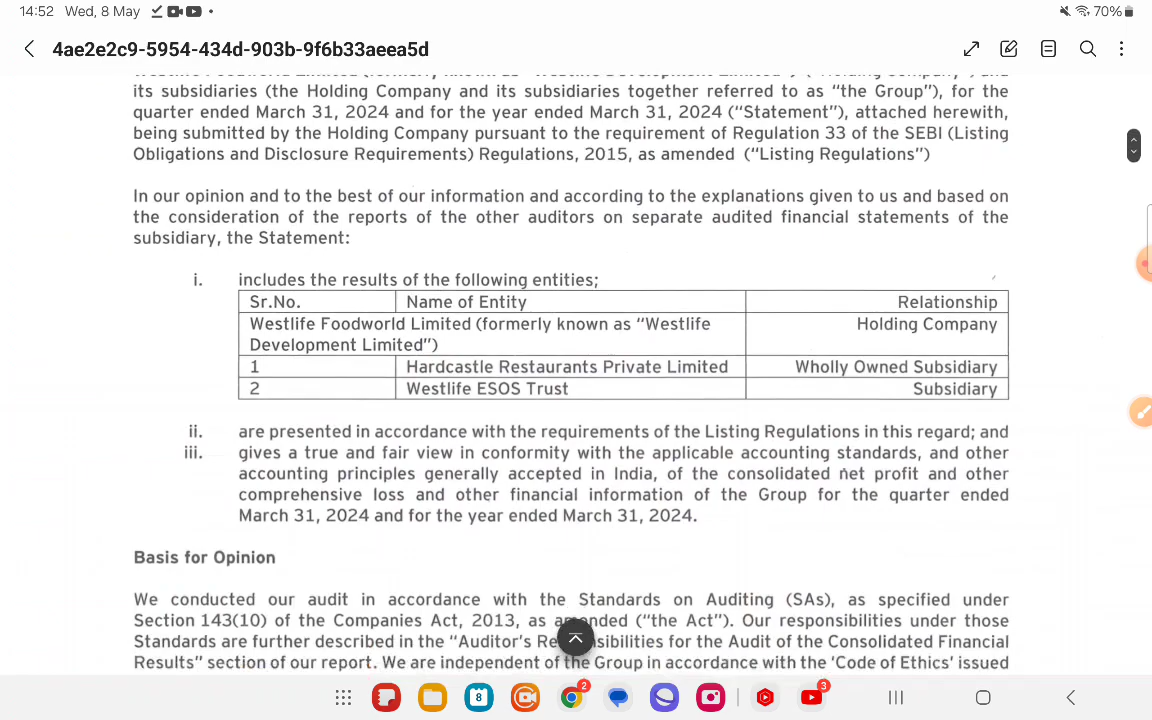 14:52 Wed, 8 May 70%
4ae2e2c9-5954-434d-903b-9f6b33aeea5d
its subsidiaries (the Holding Company and its subsidiaries together referred to as “the Group”), for the
quarter ended March 31, 2024 and for the year ended March 31, 2024 (“Statement”), attached herewith,
being submitted by the Holding Company pursuant to the requirement of Regulation 33 of the SEBI (Listing
Obligations and Disclosure Requirements) Regulations, 2015, as amended (“Listing Regulations”)
In our opinion and to the best of our information and according to the explanations given to us and based on
the consideration of the reports of the other auditors on separate audited financial statements of the
subsidiary, the Statement:
i. includes the results of the following entities;
Sr.No. Name of Entity Relationship
Westlife Foodworld Limited (formerly known as “Westlife Holding Company
Development Limited”)
1 Hardcastle Restaurants Private Limited Wholly Owned Subsidiary
2 Westlife ESOS Trust Subsidiary
ii. are presented in accordance with the requirements of the Listing Regulations in this regard; and
iii. gives a true and fair view in conformity with the applicable accounting standards, and other
accounting principles generally accepted in India, of the consolidated net profit and other
comprehensive loss and other financial information of the Group for the quarter ended
March 31, 2024 and for the year ended March 31, 2024.
Basis for Opinion
We conducted our audit in accordance with the Standards on Auditing (SAs), as specified under
Section 143(10) of the Companies Act, 2013, as amended (“the Act”). Our responsibilities under those
Standards are further described in the “Auditor’s Responsibilities for the Audit of the Consolidated Financial
Results” section of our report. We are independent of the Group in accordance with the ‘Code of Ethics’ issued
8 2 3